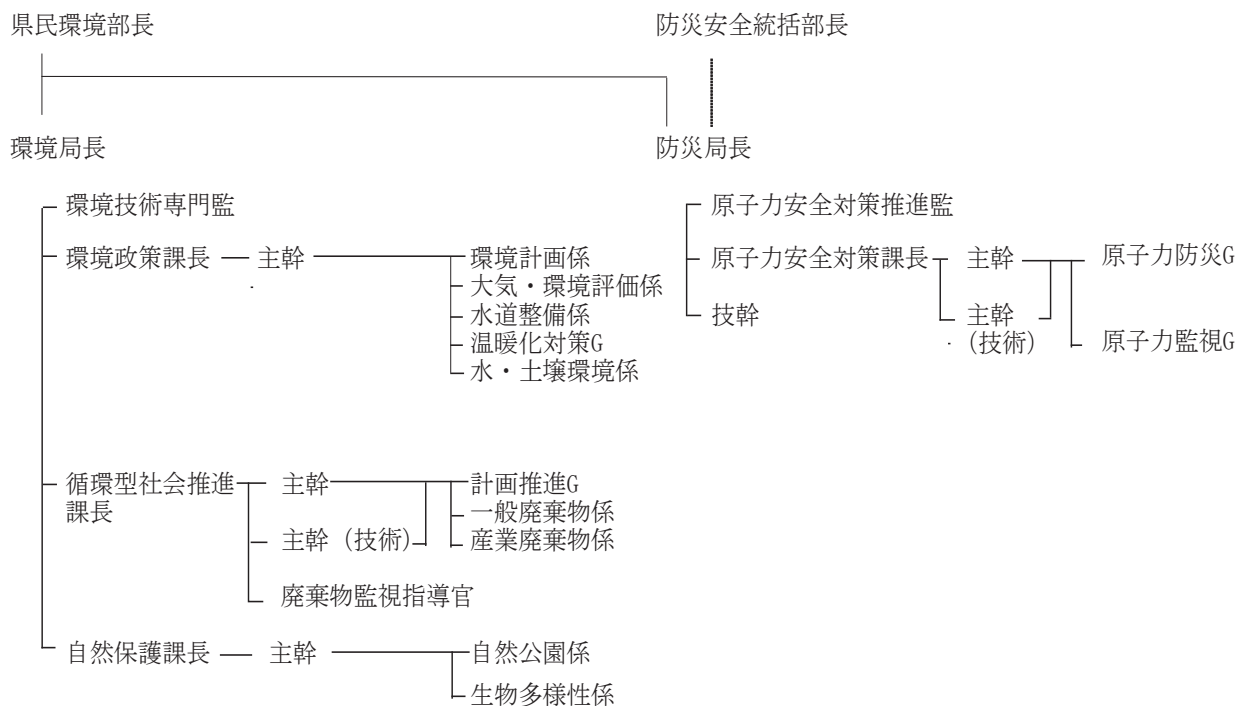 県民環境部長
防災安全統括部長
環境局長
防災局長
環境技術専門監
環境政策課長
主幹
環境計画係
大気・環境評価係
水道整備係
温暖化対策G
水・土壌環境係
循環型社会推進
課長
主幹
主幹（技術）
廃棄物監視指導官
計画推進G
一般廃棄物係
産業廃棄物係
自然保護課長
主幹
自然公園係
生物多様性係
原子力安全対策推進監
原子力安全対策課長
主幹
主幹
（技術）
原子力防災G
原子力監視G
技幹